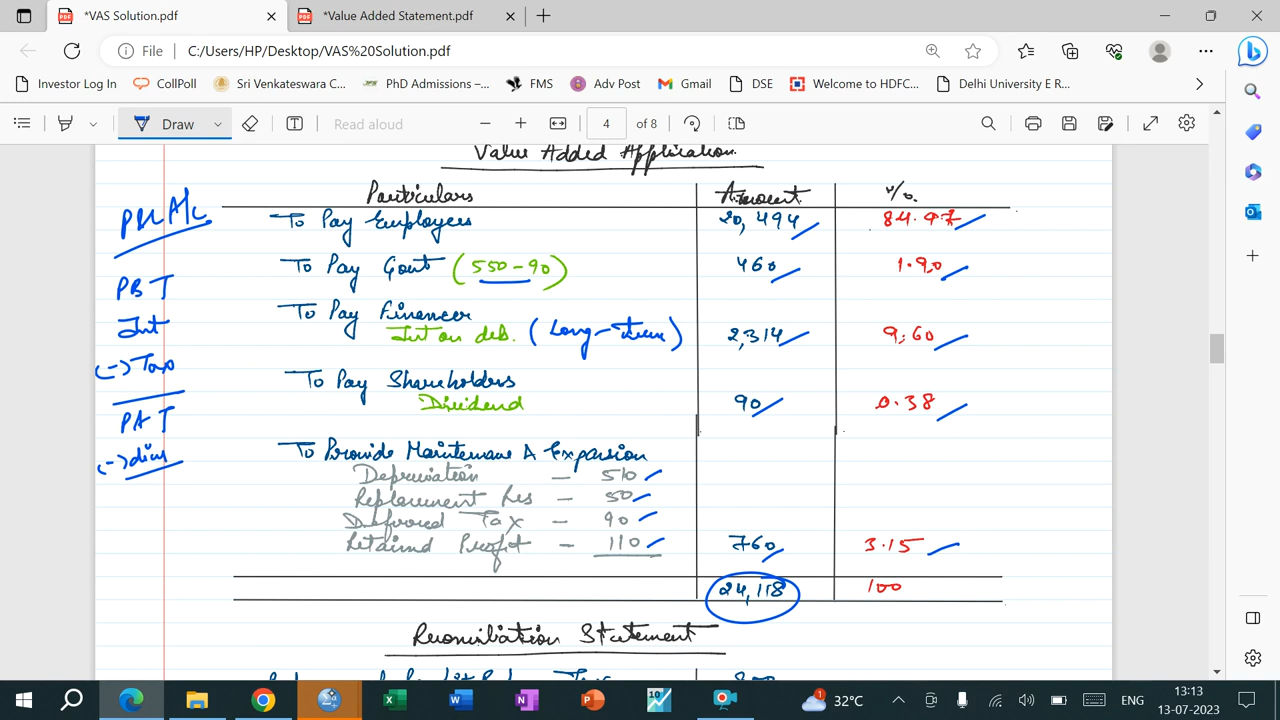 *VAS Solution.pdf
*Value Added Statement.pdf
File C:/Users/HP/Desktop/VAS%20Solution.pdf
Investor Log In CollPoll Sri Venkateswara C... PhD Admissions –... FMS Adv Post Gmail DSE Welcome to HDFC... Delhi University E R...
Draw Read aloud 4 of 8
Value Added Application
Particulars Amount %
To Pay Employees 20,494 84.97
To Pay Govt (550-90) 460 1.90
To Pay Financer
Int on deb. (Long-term) 2,314 9.60
To Pay Shareholders
Dividend 90 0.38
To Provide Maintenance & Expansion
Depreciation — 510
Replacement Res — 50
Deferred Tax — 90
Retained Profit — 110 760 3.15
24,118 100
Reconciliation Statement
P&L A/c
PBT
Int
(-) Tax
PAT
(-) div
1 32°C ENG 13:13
13-07-2023